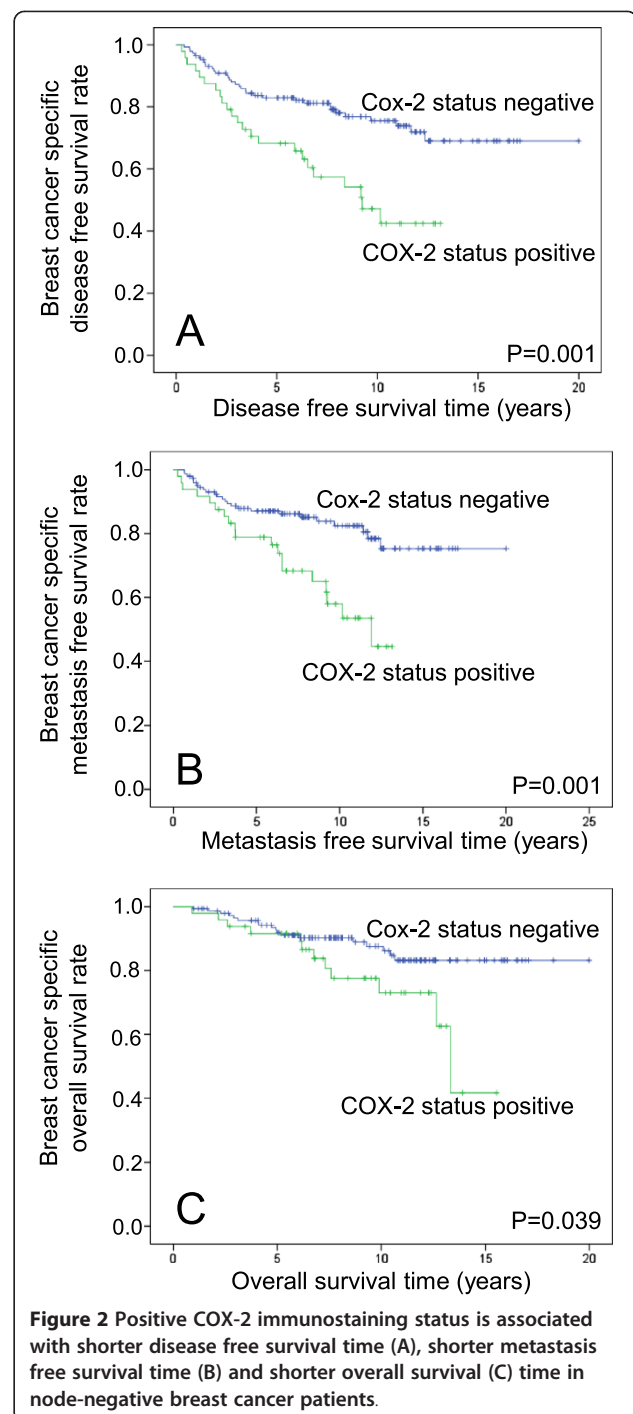 Breast cancer specific
disease free survival rate
1.0
0.8
0.6
0.4
0.2
0.0
Cox-2 status negative
COX-2 status positive
A
P=0.001
0 5 10 15 20
Disease free survival time (years)
Breast cancer specific
metastasis free survival rate
1.0
0.8
0.6
0.4
0.2
0.0
Cox-2 status negative
COX-2 status positive
B
P=0.001
0 5 10 15 20 25
Metastasis free survival time (years)
Breast cancer specific
overall survival rate
1.0
0.8
0.6
0.4
0.2
0.0
Cox-2 status negative
COX-2 status positive
C
P=0.039
0 5 10 15 20
Overall survival time (years)
Figure 2 Positive COX-2 immunostaining status is associated
with shorter disease free survival time (A), shorter metastasis
free survival time (B) and shorter overall survival (C) time in
node-negative breast cancer patients.